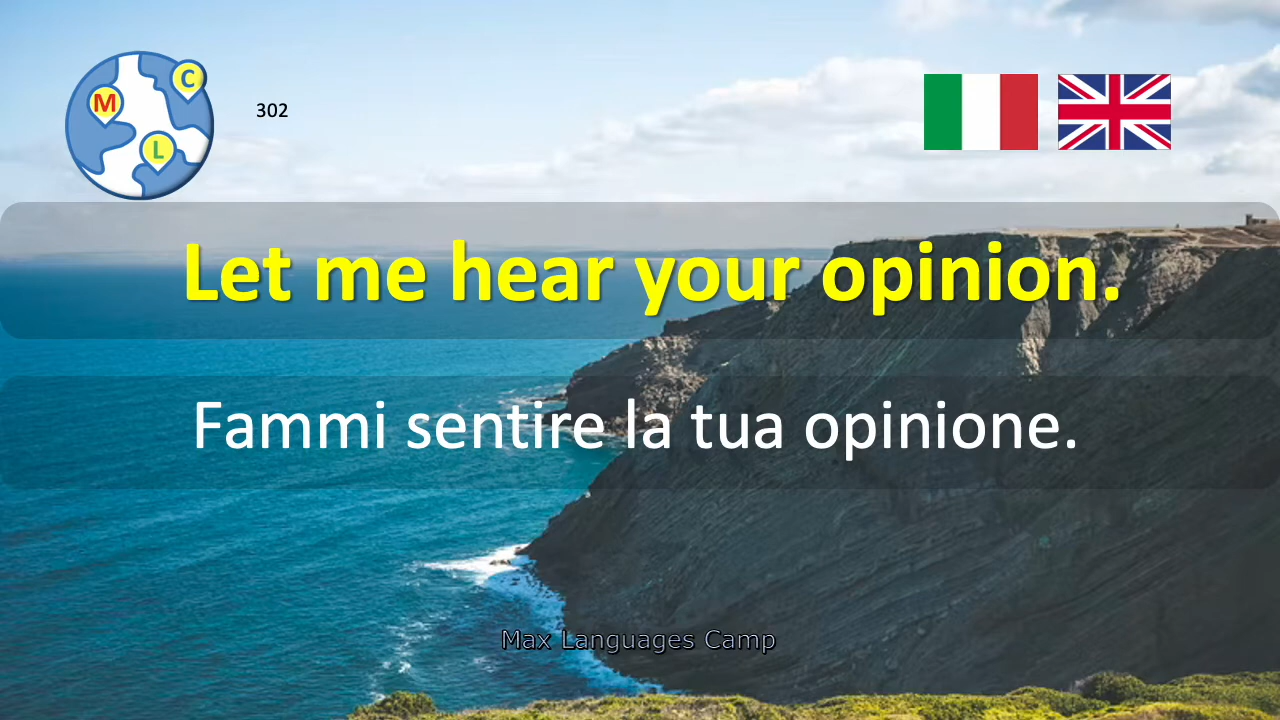 C
M
L
302
Let me hear your opinion.
Fammi sentire la tua opinione.
Max Languages Camp